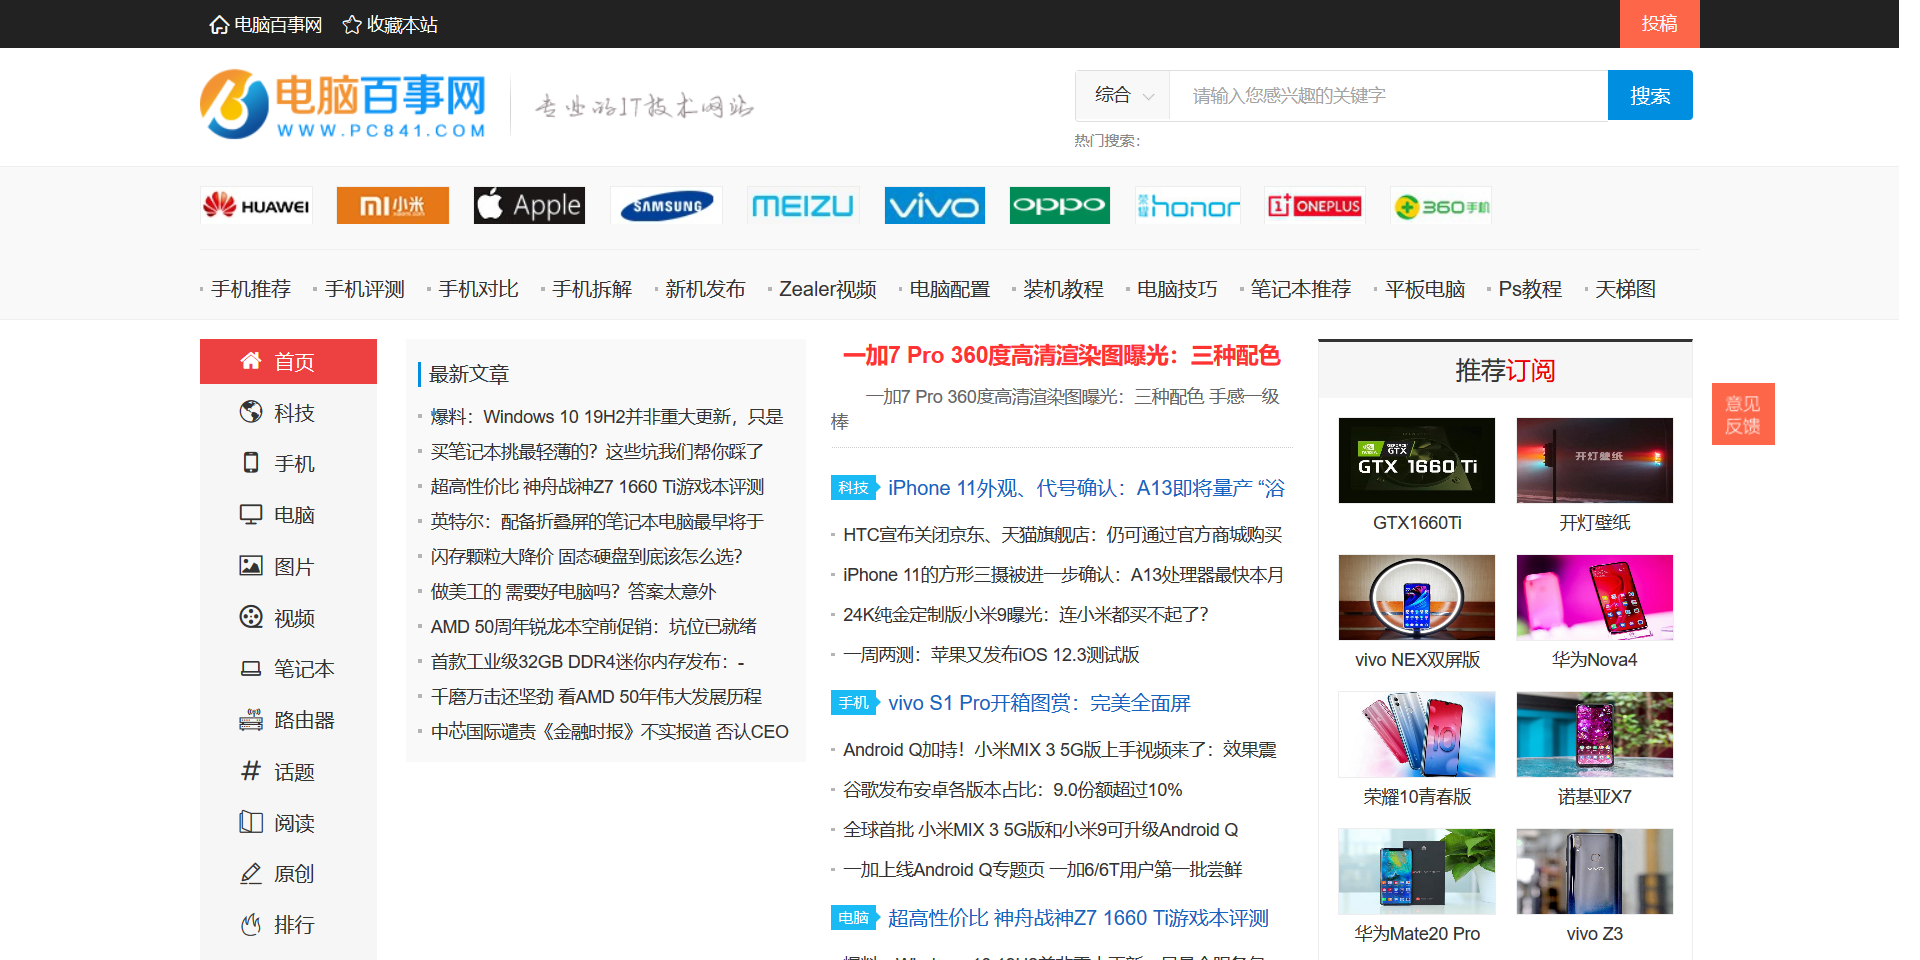 电脑百事网 收藏本站 投稿
电脑百事网
WWW.PC841.COM
专业的IT技术网站
综合 请输入您感兴趣的关键字 搜索
热门搜索：
HUAWEI 小米 Apple SAMSUNG MEIZU vivo oppo 荣耀 honor ONEPLUS 360手机
手机推荐 手机评测 手机对比 手机拆解 新机发布 Zealer视频 电脑配置 装机教程 电脑技巧 笔记本推荐 平板电脑 Ps教程 天梯图
首页
科技
手机
电脑
图片
视频
笔记本
路由器
话题
阅读
原创
排行
最新文章
爆料：Windows 10 19H2并非重大更新，只是
买笔记本挑最轻薄的？这些坑我们帮你踩了
超高性价比 神舟战神Z7 1660 Ti游戏本评测
英特尔：配备折叠屏的笔记本电脑最早将于
闪存颗粒大降价 固态硬盘到底该怎么选？
做美工的 需要好电脑吗？答案太意外
AMD 50周年锐龙本空前促销：坑位已就绪
首款工业级32GB DDR4迷你内存发布：-
千磨万击还坚劲 看AMD 50年伟大发展历程
中芯国际谴责《金融时报》不实报道 否认CEO
一加7 Pro 360度高清渲染图曝光：三种配色
一加7 Pro 360度高清渲染图曝光：三种配色 手感一级
棒
科技 iPhone 11外观、代号确认：A13即将量产 “浴
HTC宣布关闭京东、天猫旗舰店：仍可通过官方商城购买
iPhone 11的方形三摄被进一步确认：A13处理器最快本月
24K纯金定制版小米9曝光：连小米都买不起了？
一周两测：苹果又发布iOS 12.3测试版
手机 vivo S1 Pro开箱图赏：完美全面屏
Android Q加持！小米MIX 3 5G版上手视频来了：效果震
谷歌发布安卓各版本占比：9.0份额超过10%
全球首批 小米MIX 3 5G版和小米9可升级Android Q
一加上线Android Q专题页 一加6/6T用户第一批尝鲜
电脑 超高性价比 神舟战神Z7 1660 Ti游戏本评测
推荐订阅
GTX 1660 Ti
开灯壁纸
GTX1660Ti 开灯壁纸
vivo NEX双屏版 华为Nova4
荣耀10青春版 诺基亚X7
华为Mate20 Pro vivo Z3
意见
反馈